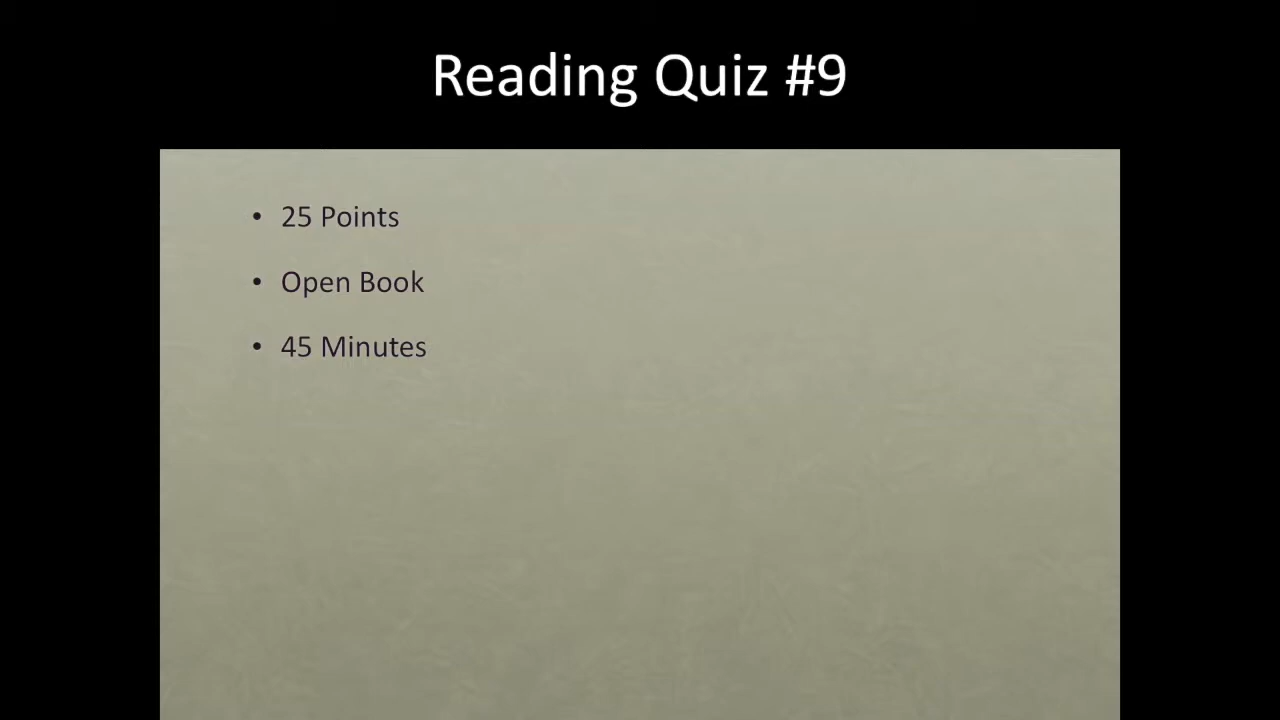 Reading Quiz #9
• 25 Points
• Open Book
• 45 Minutes